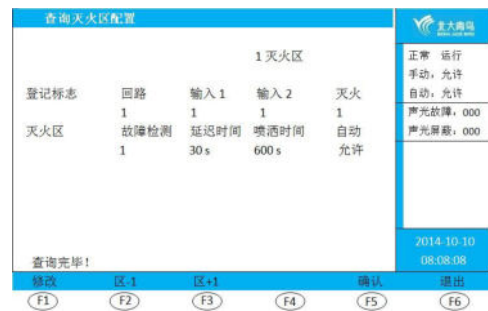 查询灭火区配置
北大青鸟
1 灭火区
正常 运行
手动：允许
自动：允许
登记标志 回路 输入 1 输入 2 灭火
1 1 1 1
声光故障：000
声光屏蔽：000
灭火区 故障检测 延迟时间 喷洒时间 自动
1 30 s 600 s 允许
2014-10-10
08:08:08
查询完毕！
修改 区-1 区+1 确认 退出
F1 F2 F3 F4 F5 F6